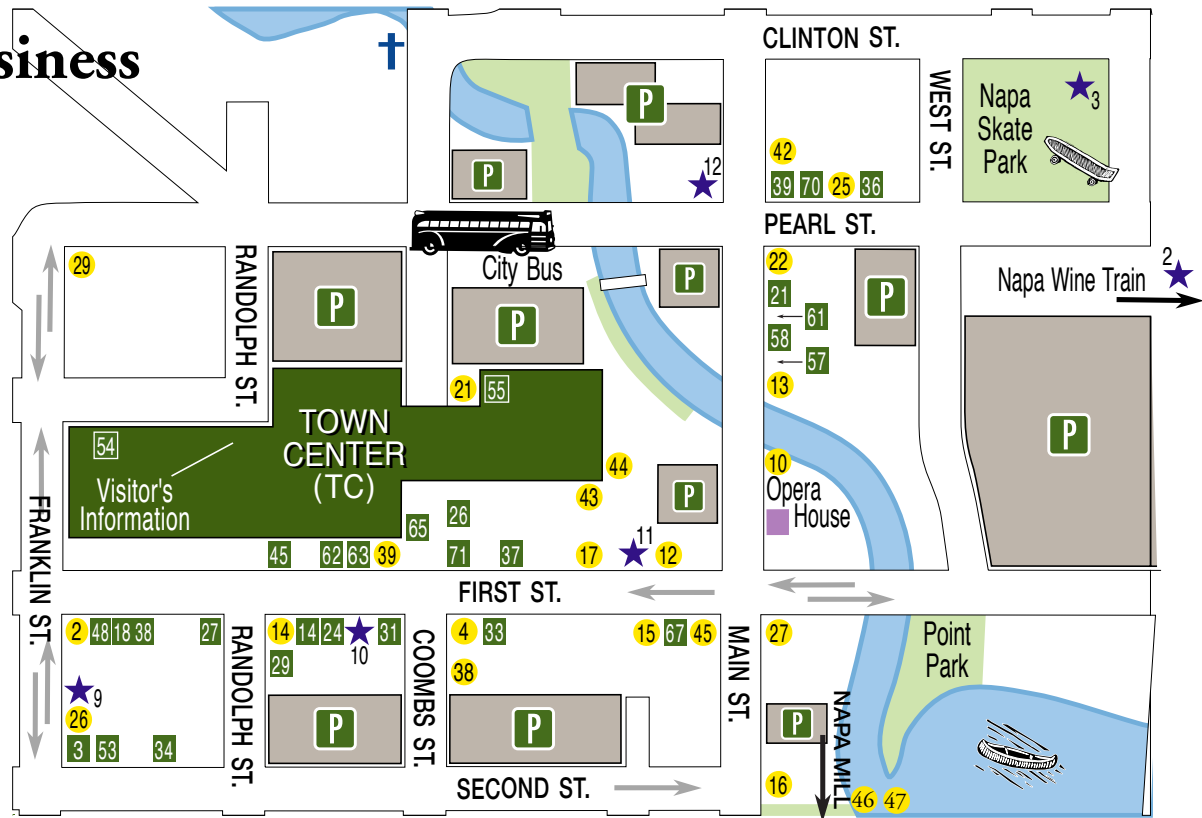 siness
CLINTON ST.
P
WEST ST.
Napa
Skate
Park
3
P
12
42
39 70 25 36
PEARL ST.
29
RANDOLPH ST.
City Bus
P
22
P
Napa Wine Train
2
P
P
21
61
58
57
21
55
13
TOWN
CENTER
(TC)
54
Visitor's
Information
P
44
43
10
Opera
House
P
FRANKLIN ST.
65
26
11
45 62 63 39
71 37 17 12
FIRST ST.
2 48 18 38 27
RANDOLPH ST.
14 14 24 31
10
29
COOMBS ST.
4 33
15 67 45
38
MAIN ST.
27
Point
Park
9
26
3 53 34
P
P
P
NAPA MILL
SECOND ST.
16
46 47